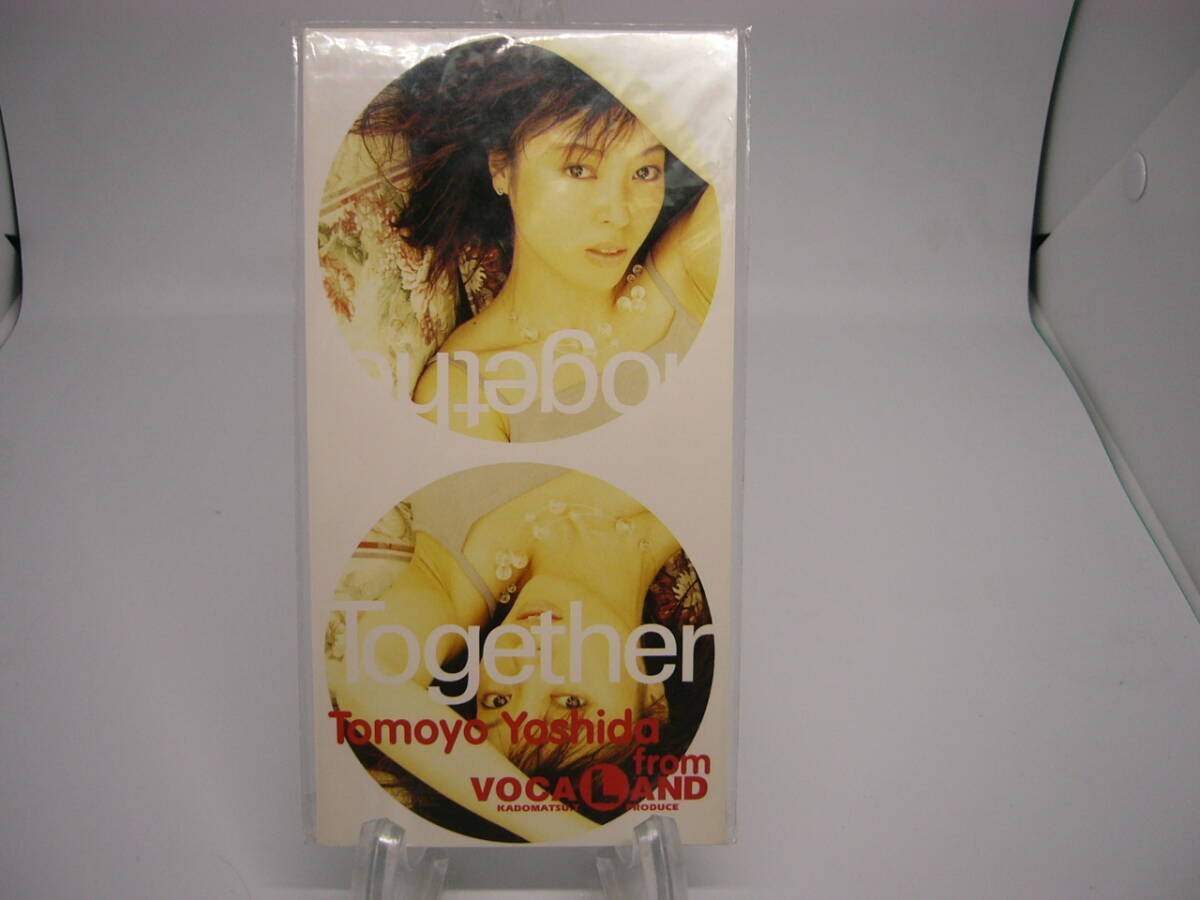 Together
Together
Tomoyo Yoshida
from
VOCALAND
KADOMATSU T PRODUCE